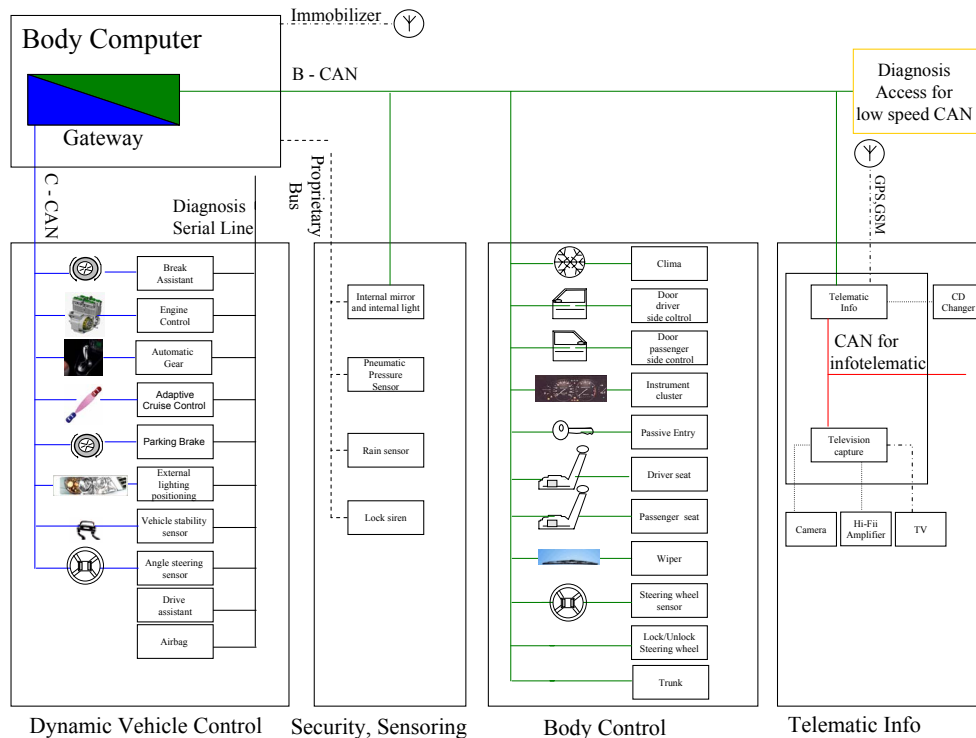 Immobilizer
Body Computer
Gateway
B - CAN
Diagnosis
Access for
low speed CAN
C - CAN
Diagnosis
Serial Line
Proprietary
Bus
GPS,GSM
Break
Assistant
Engine
Control
Automatic
Gear
Adaptive
Cruise Control
Parking Brake
External
lighting
positioning
Vehicle stability
sensor
Angle steering
sensor
Drive
assistant
Airbag
Dynamic Vehicle Control
Internal mirror
and internal light
Pneumatic
Pressure
Sensor
Rain sensor
Lock siren
Security, Sensoring
Clima
Door
driver
side coltrol
Door
passenger
side control
Instrument
cluster
Passive Entry
Driver seat
Passenger seat
Wiper
Steering wheel
sensor
Lock/Unlock
Steering wheel
Trunk
Body Control
Telematic
Info
CD
Changer
CAN for
infotelematic
Television
capture
Camera
Hi-Fii
Amplifier
TV
Telematic Info